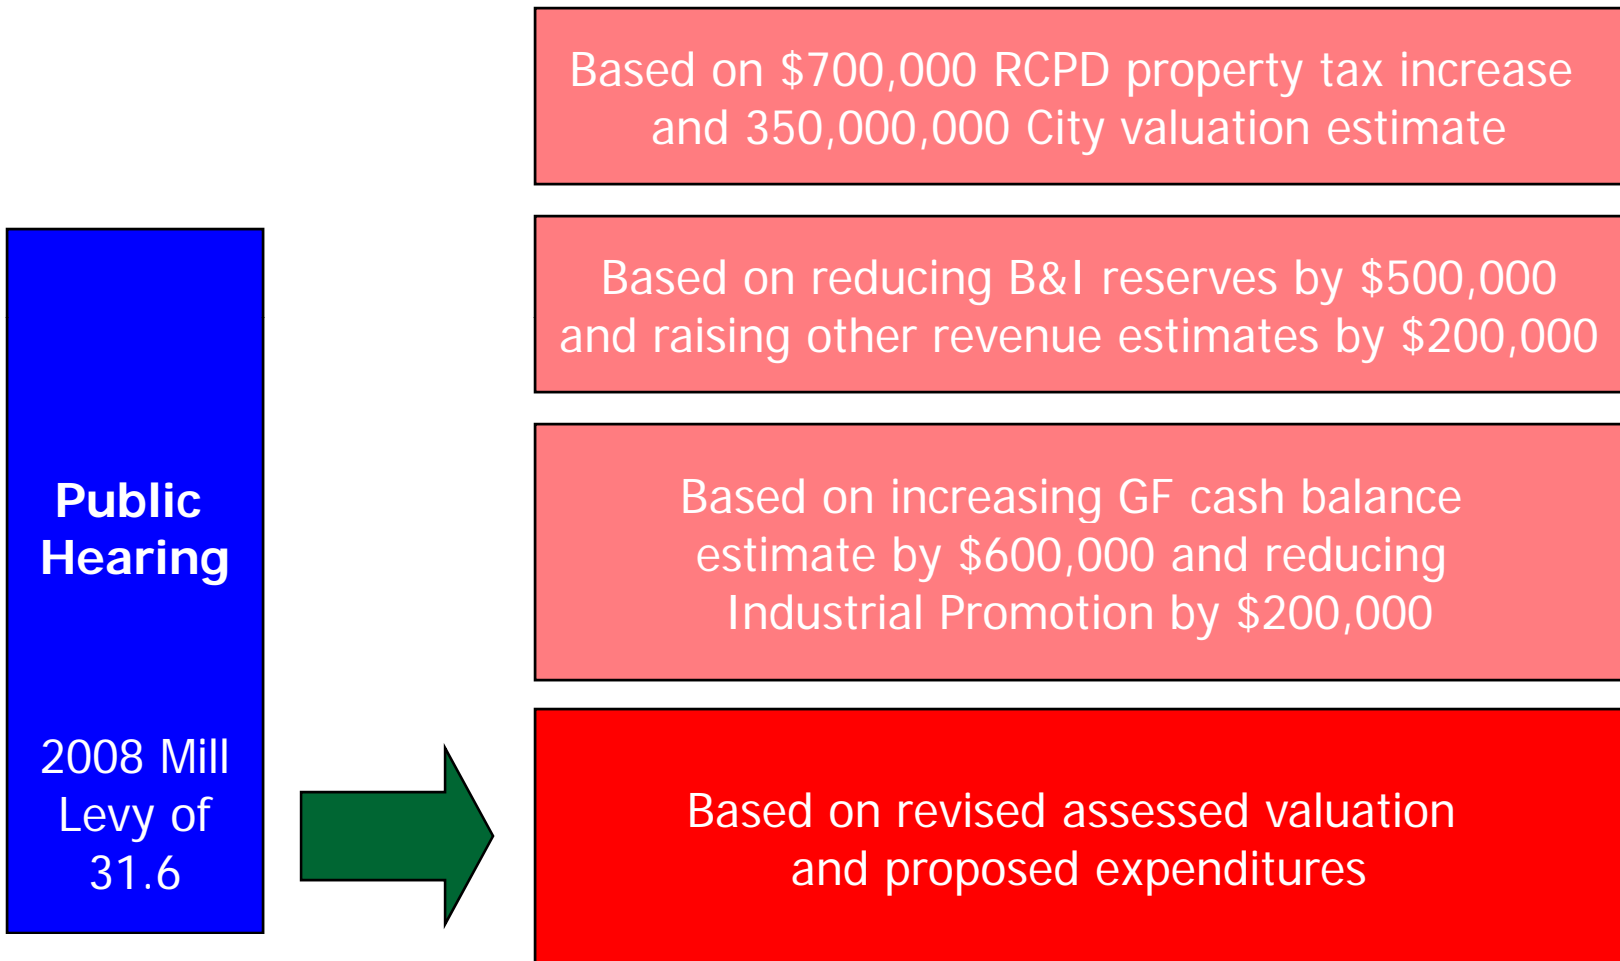 Based on $700,000 RCPD property tax increase
and 350,000,000 City valuation estimate
Based on reducing B&I reserves by $500,000
and raising other revenue estimates by $200,000
Public
Hearing
2008 Mill
Levy of
31.6
Based on increasing GF cash balance
estimate by $600,000 and reducing
Industrial Promotion by $200,000
Based on revised assessed valuation
and proposed expenditures